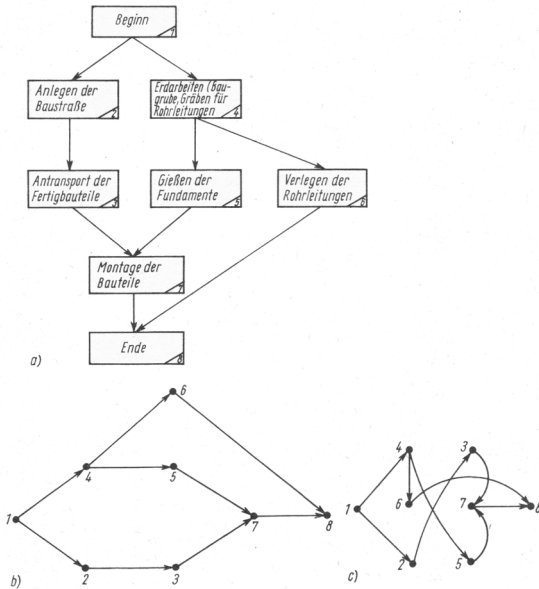 Beginn
1
Anlegen der
Baustraße
2
Erdarbeiten (Bau-
grube, Gräben für
Rohrleitungen
4
Antransport der
Fertigbauteile
3
Gießen der
Fundamente
5
Verlegen der
Rohrleitungen
6
Montage der
Bauteile
7
Ende
8
a)
6
4
5
1
7
8
2
3
b)
4
3
6
7
8
1
2
5
c)